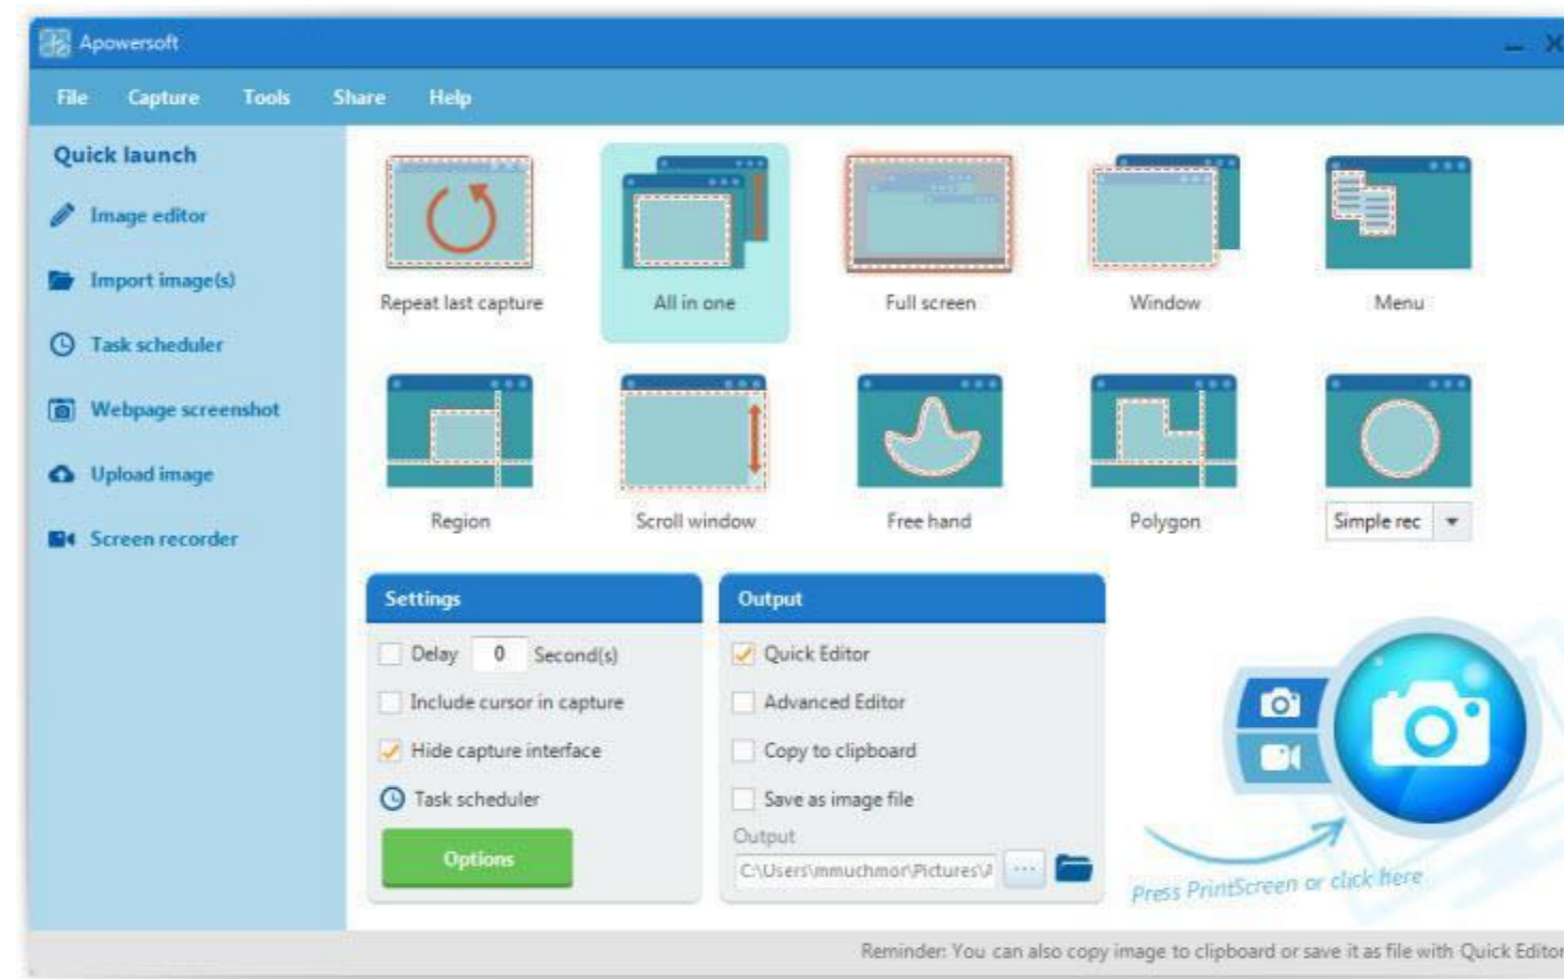 Apowersoft
File Capture Tools Share Help
Quick launch
Image editor
Import image(s)
Task scheduler
Webpage screenshot
Upload image
Screen recorder
Repeat last capture
All in one
Full screen
Window
Menu
Region
Scroll window
Free hand
Polygon
Simple rec
Settings
Delay 0 Second(s)
Include cursor in capture
Hide capture interface
Task scheduler
Options
Output
Quick Editor
Advanced Editor
Copy to clipboard
Save as image file
Output
C:\Users\mmuchmor\Pictures\A
...
Press PrintScreen or click here
Reminder: You can also copy image to clipboard or save it as file with Quick Editor